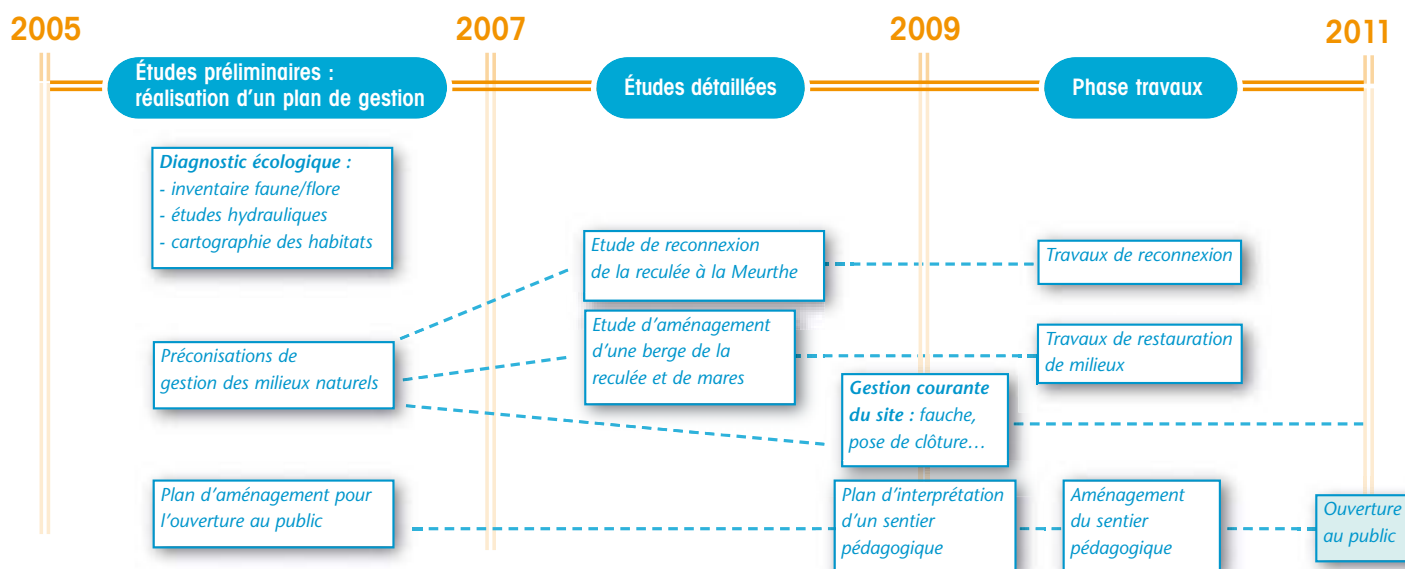 2005
2007
2009
2011
Études préliminaires :
réalisation d'un plan de gestion
Études détaillées
Phase travaux
Diagnostic écologique :
- inventaire faune/flore
- études hydrauliques
- cartographie des habitats
Etude de reconnexion
de la reculée à la Meurthe
Travaux de reconnexion
Préconisations de
gestion des milieux naturels
Etude d'aménagement
d'une berge de la
reculée et de mares
Travaux de restauration
de milieux
Gestion courante
du site : fauche,
pose de clôture…
Plan d'aménagement pour
l'ouverture au public
Plan d'interprétation
d'un sentier
pédagogique
Aménagement
du sentier
pédagogique
Ouverture
au public